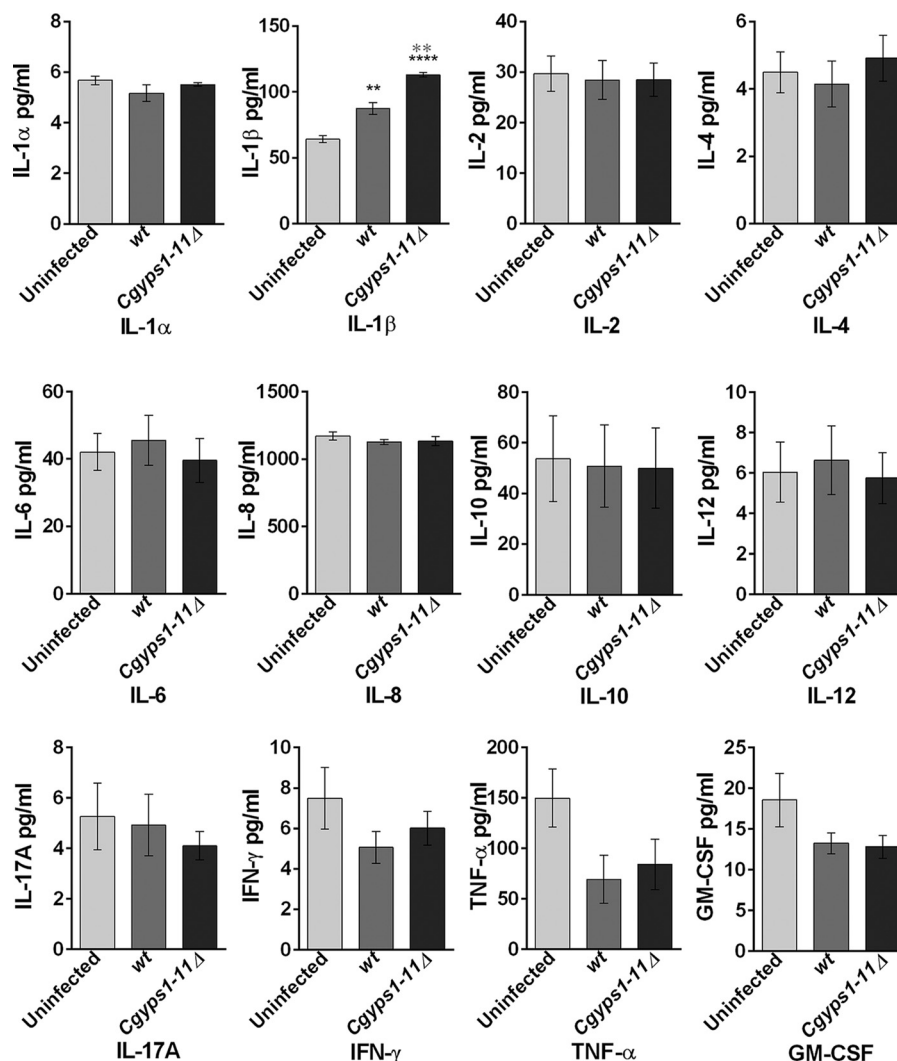 IL-1α pg/ml
8
6
4
2
0
Uninfected
wt
Cgyps1-11Δ
IL-1α
IL-1β pg/ml
150
100
50
0
**
**
****
Uninfected
wt
Cgyps1-11Δ
IL-1β
IL-2 pg/ml
40
30
20
10
0
Uninfected
wt
Cgyps1-11Δ
IL-2
IL-4 pg/ml
6
4
2
0
Uninfected
wt
Cgyps1-11Δ
IL-4
IL-6 pg/ml
60
40
20
0
Uninfected
wt
Cgyps1-11Δ
IL-6
IL-8 pg/ml
1500
1000
500
0
Uninfected
wt
Cgyps1-11Δ
IL-8
IL-10 pg/ml
80
60
40
20
0
Uninfected
wt
Cgyps1-11Δ
IL-10
IL-12 pg/ml
10
8
6
4
2
0
Uninfected
wt
Cgyps1-11Δ
IL-12
IL-17A pg/ml
8
6
4
2
0
Uninfected
wt
Cgyps1-11Δ
IL-17A
IFN-γ pg/ml
10
8
6
4
2
0
Uninfected
wt
Cgyps1-11Δ
IFN-γ
TNF-α pg/ml
200
150
100
50
0
Uninfected
wt
Cgyps1-11Δ
TNF-α
GM-CSF pg/ml
25
20
15
10
5
0
Uninfected
wt
Cgyps1-11Δ
GM-CSF